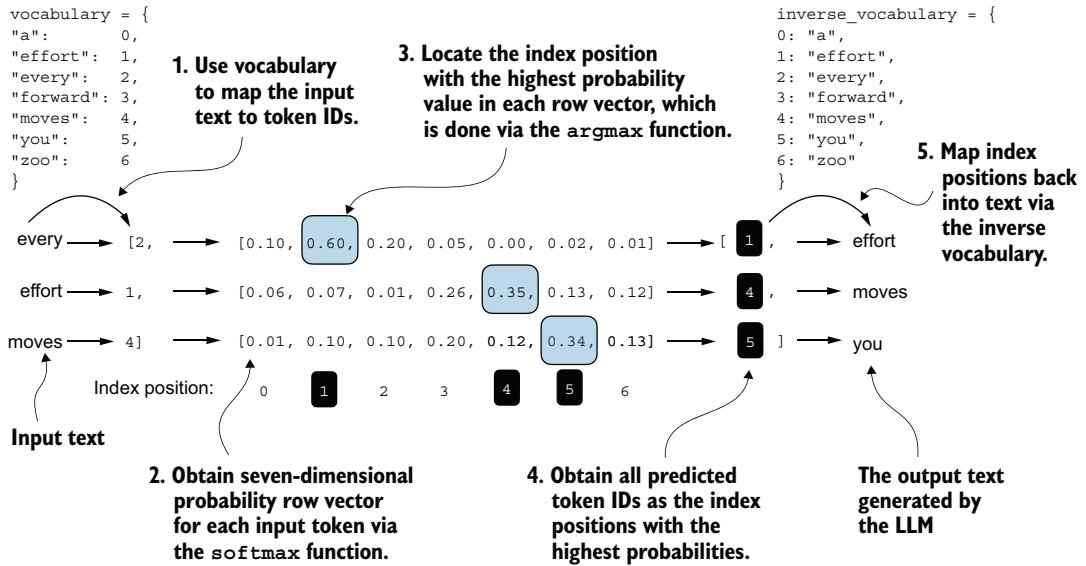 vocabulary = {
"a": 0,
"effort": 1,
"every": 2,
"forward": 3,
"moves": 4,
"you": 5,
"zoo": 6
}
1. Use vocabulary
to map the input
text to token IDs.
3. Locate the index position
with the highest probability
value in each row vector, which
is done via the argmax function.
inverse_vocabulary = {
0: "a",
1: "effort",
2: "every",
3: "forward",
4: "moves",
5: "you",
6: "zoo"
}
5. Map index
positions back
into text via
the inverse
vocabulary.
every [2, [0.10, 0.60, 0.20, 0.05, 0.00, 0.02, 0.01] [ 1 , effort
effort 1, [0.06, 0.07, 0.01, 0.26, 0.35, 0.13, 0.12] 4 , moves
moves 4] [0.01, 0.10, 0.10, 0.20, 0.12, 0.34, 0.13] 5 ] you
Index position: 0 1 2 3 4 5 6
Input text
2. Obtain seven-dimensional
probability row vector
for each input token via
the softmax function.
4. Obtain all predicted
token IDs as the index
positions with the
highest probabilities.
The output text
generated by
the LLM